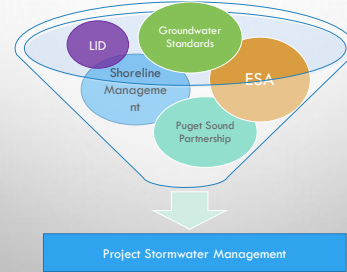 Groundwater
Standards
LID
Shoreline
Manageme
nt
ESA
Puget Sound
Partnership
Project Stormwater Management